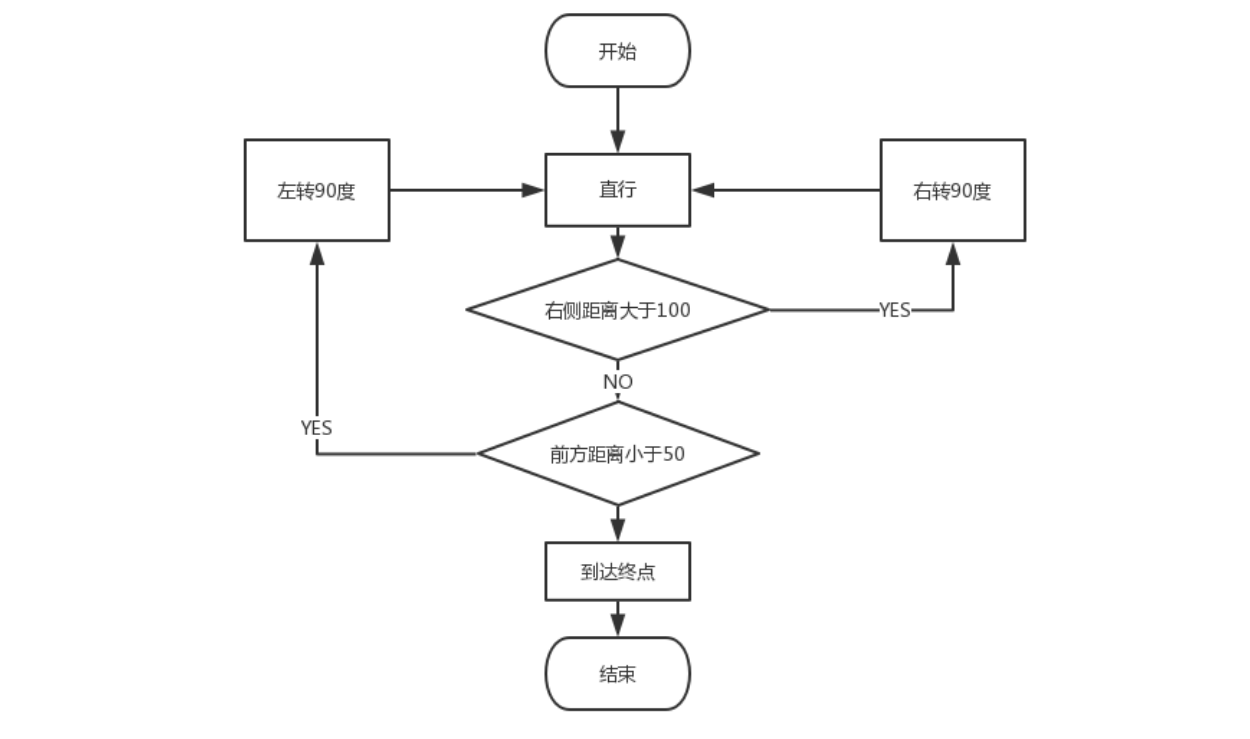 开始
左转90度
直行
右转90度
右侧距离大于100
YES
NO
YES
前方距离小于50
到达终点
结束